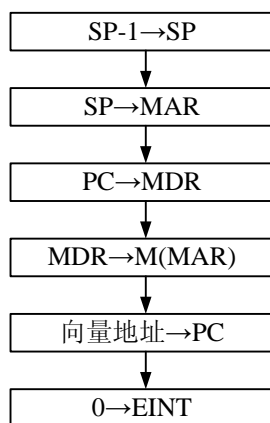 SP-1→SP
SP→MAR
PC→MDR
MDR→M(MAR)
向量地址→PC
0→EINT